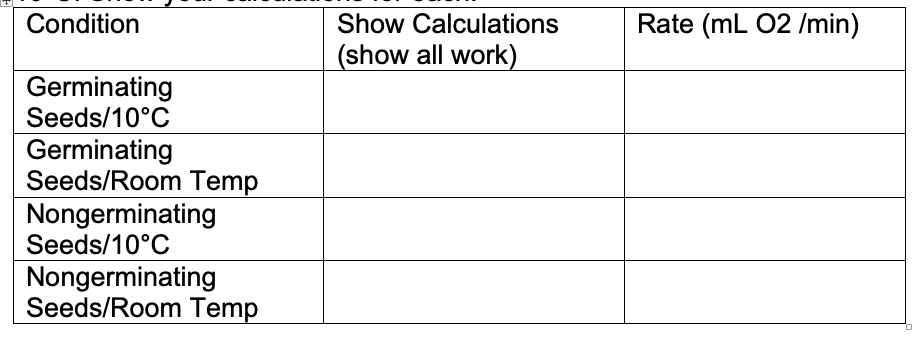 Condition
Show Calculations
(show all work)
Rate (mL O2 /min)
Germinating
Seeds/10°C
Germinating
Seeds/Room Temp
Nongerminating
Seeds/10°C
Nongerminating
Seeds/Room Temp